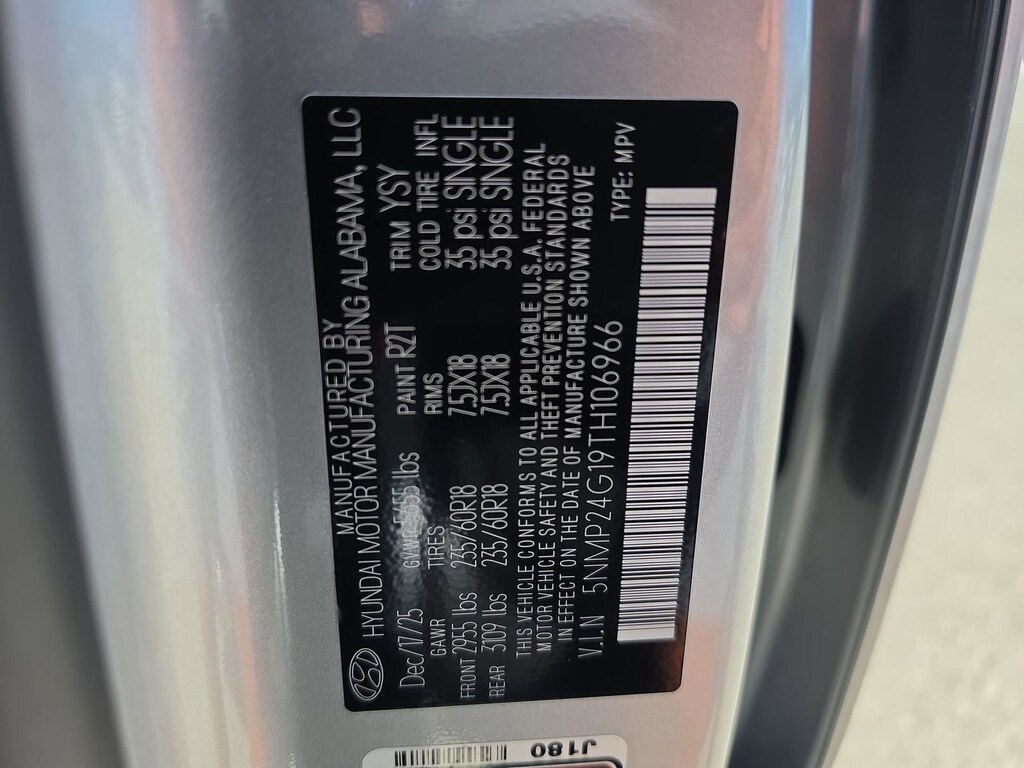 MANUFACTURED BY
HYUNDAI MOTOR MANUFACTURING ALABAMA, LLC
Dec/17/25 GVWR 5455 lbs PAINT R2T TRIM YSY
GAWR TIRES RIMS COLD TIRE INFL
FRONT 2955 lbs 235/60R18 7.5JX18 35 psi SINGLE
REAR 3109 lbs 235/60R18 7.5JX18 35 psi SINGLE
THIS VEHICLE CONFORMS TO ALL APPLICABLE U.S.A. FEDERAL
MOTOR VEHICLE SAFETY AND THEFT PREVENTION STANDARDS
IN EFFECT ON THE DATE OF MANUFACTURE SHOWN ABOVE
V.I.N 5NMP24G19TH106966 TYPE: MPV
J180